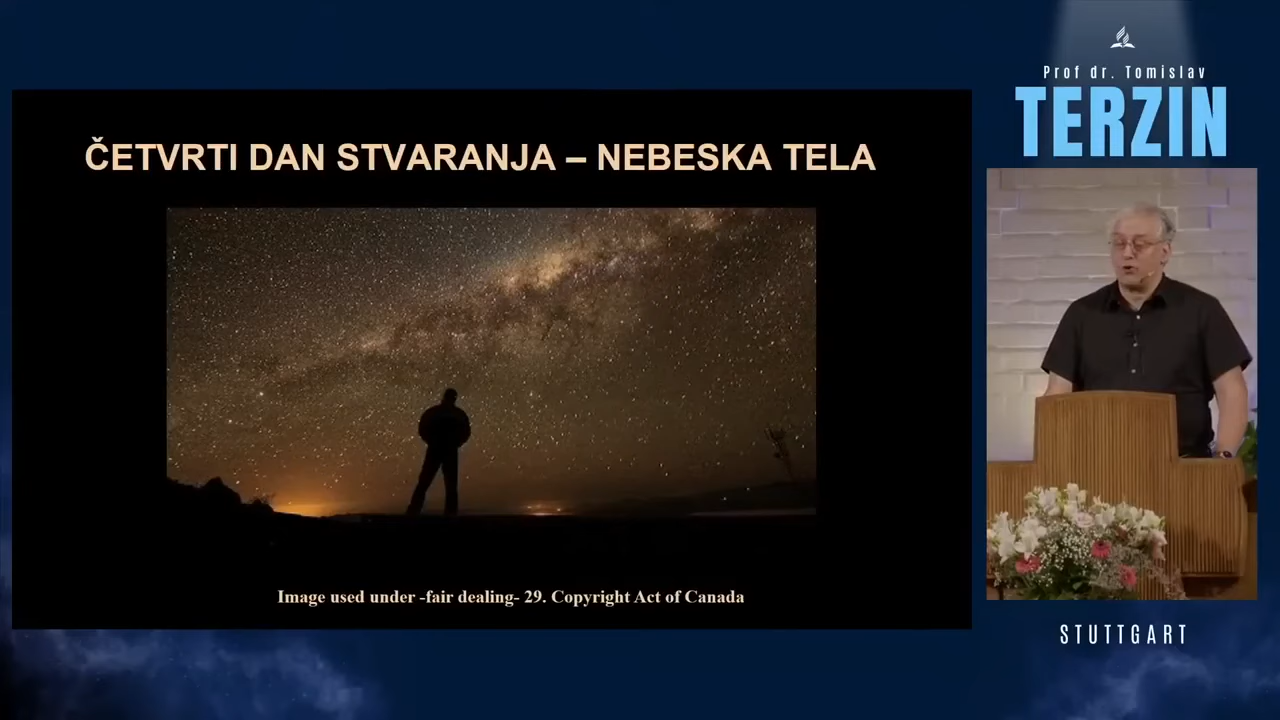 ČETVRTI DAN STVARANJA – NEBESKA TELA
Image used under -fair dealing- 29. Copyright Act of Canada
Prof dr. Tomislav
TERZIN
STUTTGART